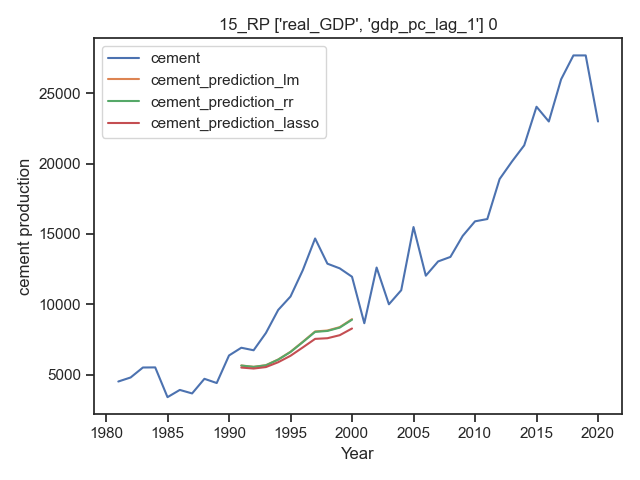 15_RP ['real_GDP', 'gdp_pc_lag_1'] 0
cement
cement_prediction_lm
cement_prediction_rr
cement_prediction_lasso
cement production
25000
20000
15000
10000
5000
1980 1985 1990 1995 2000 2005 2010 2015 2020
Year